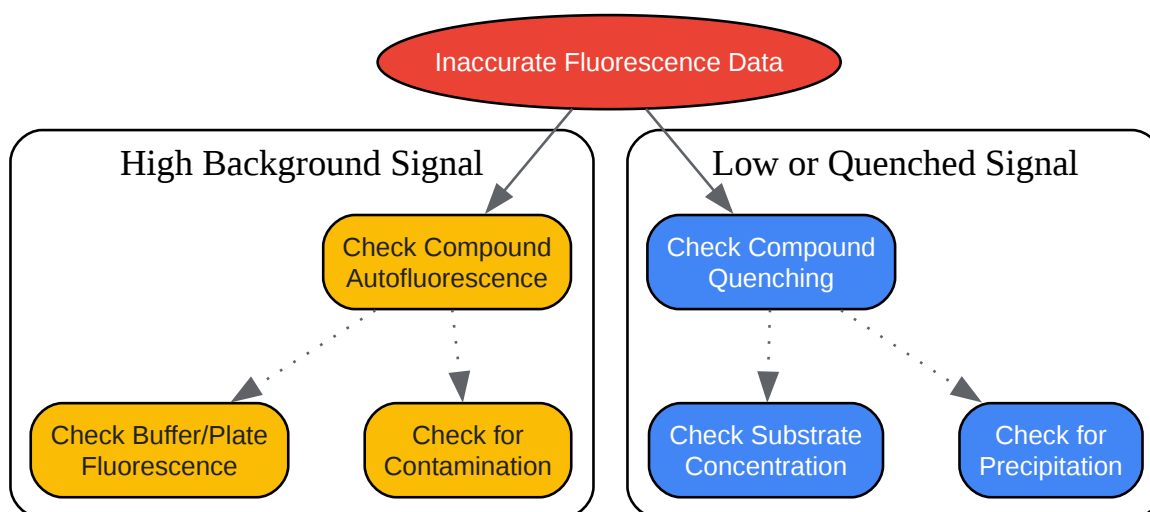 Inaccurate Fluorescence Data
High Background Signal
Low or Quenched Signal
Check Compound
Autofluorescence
Check Compound
Quenching
Check Buffer/Plate
Fluorescence
Check for
Contamination
Check Substrate
Concentration
Check for
Precipitation